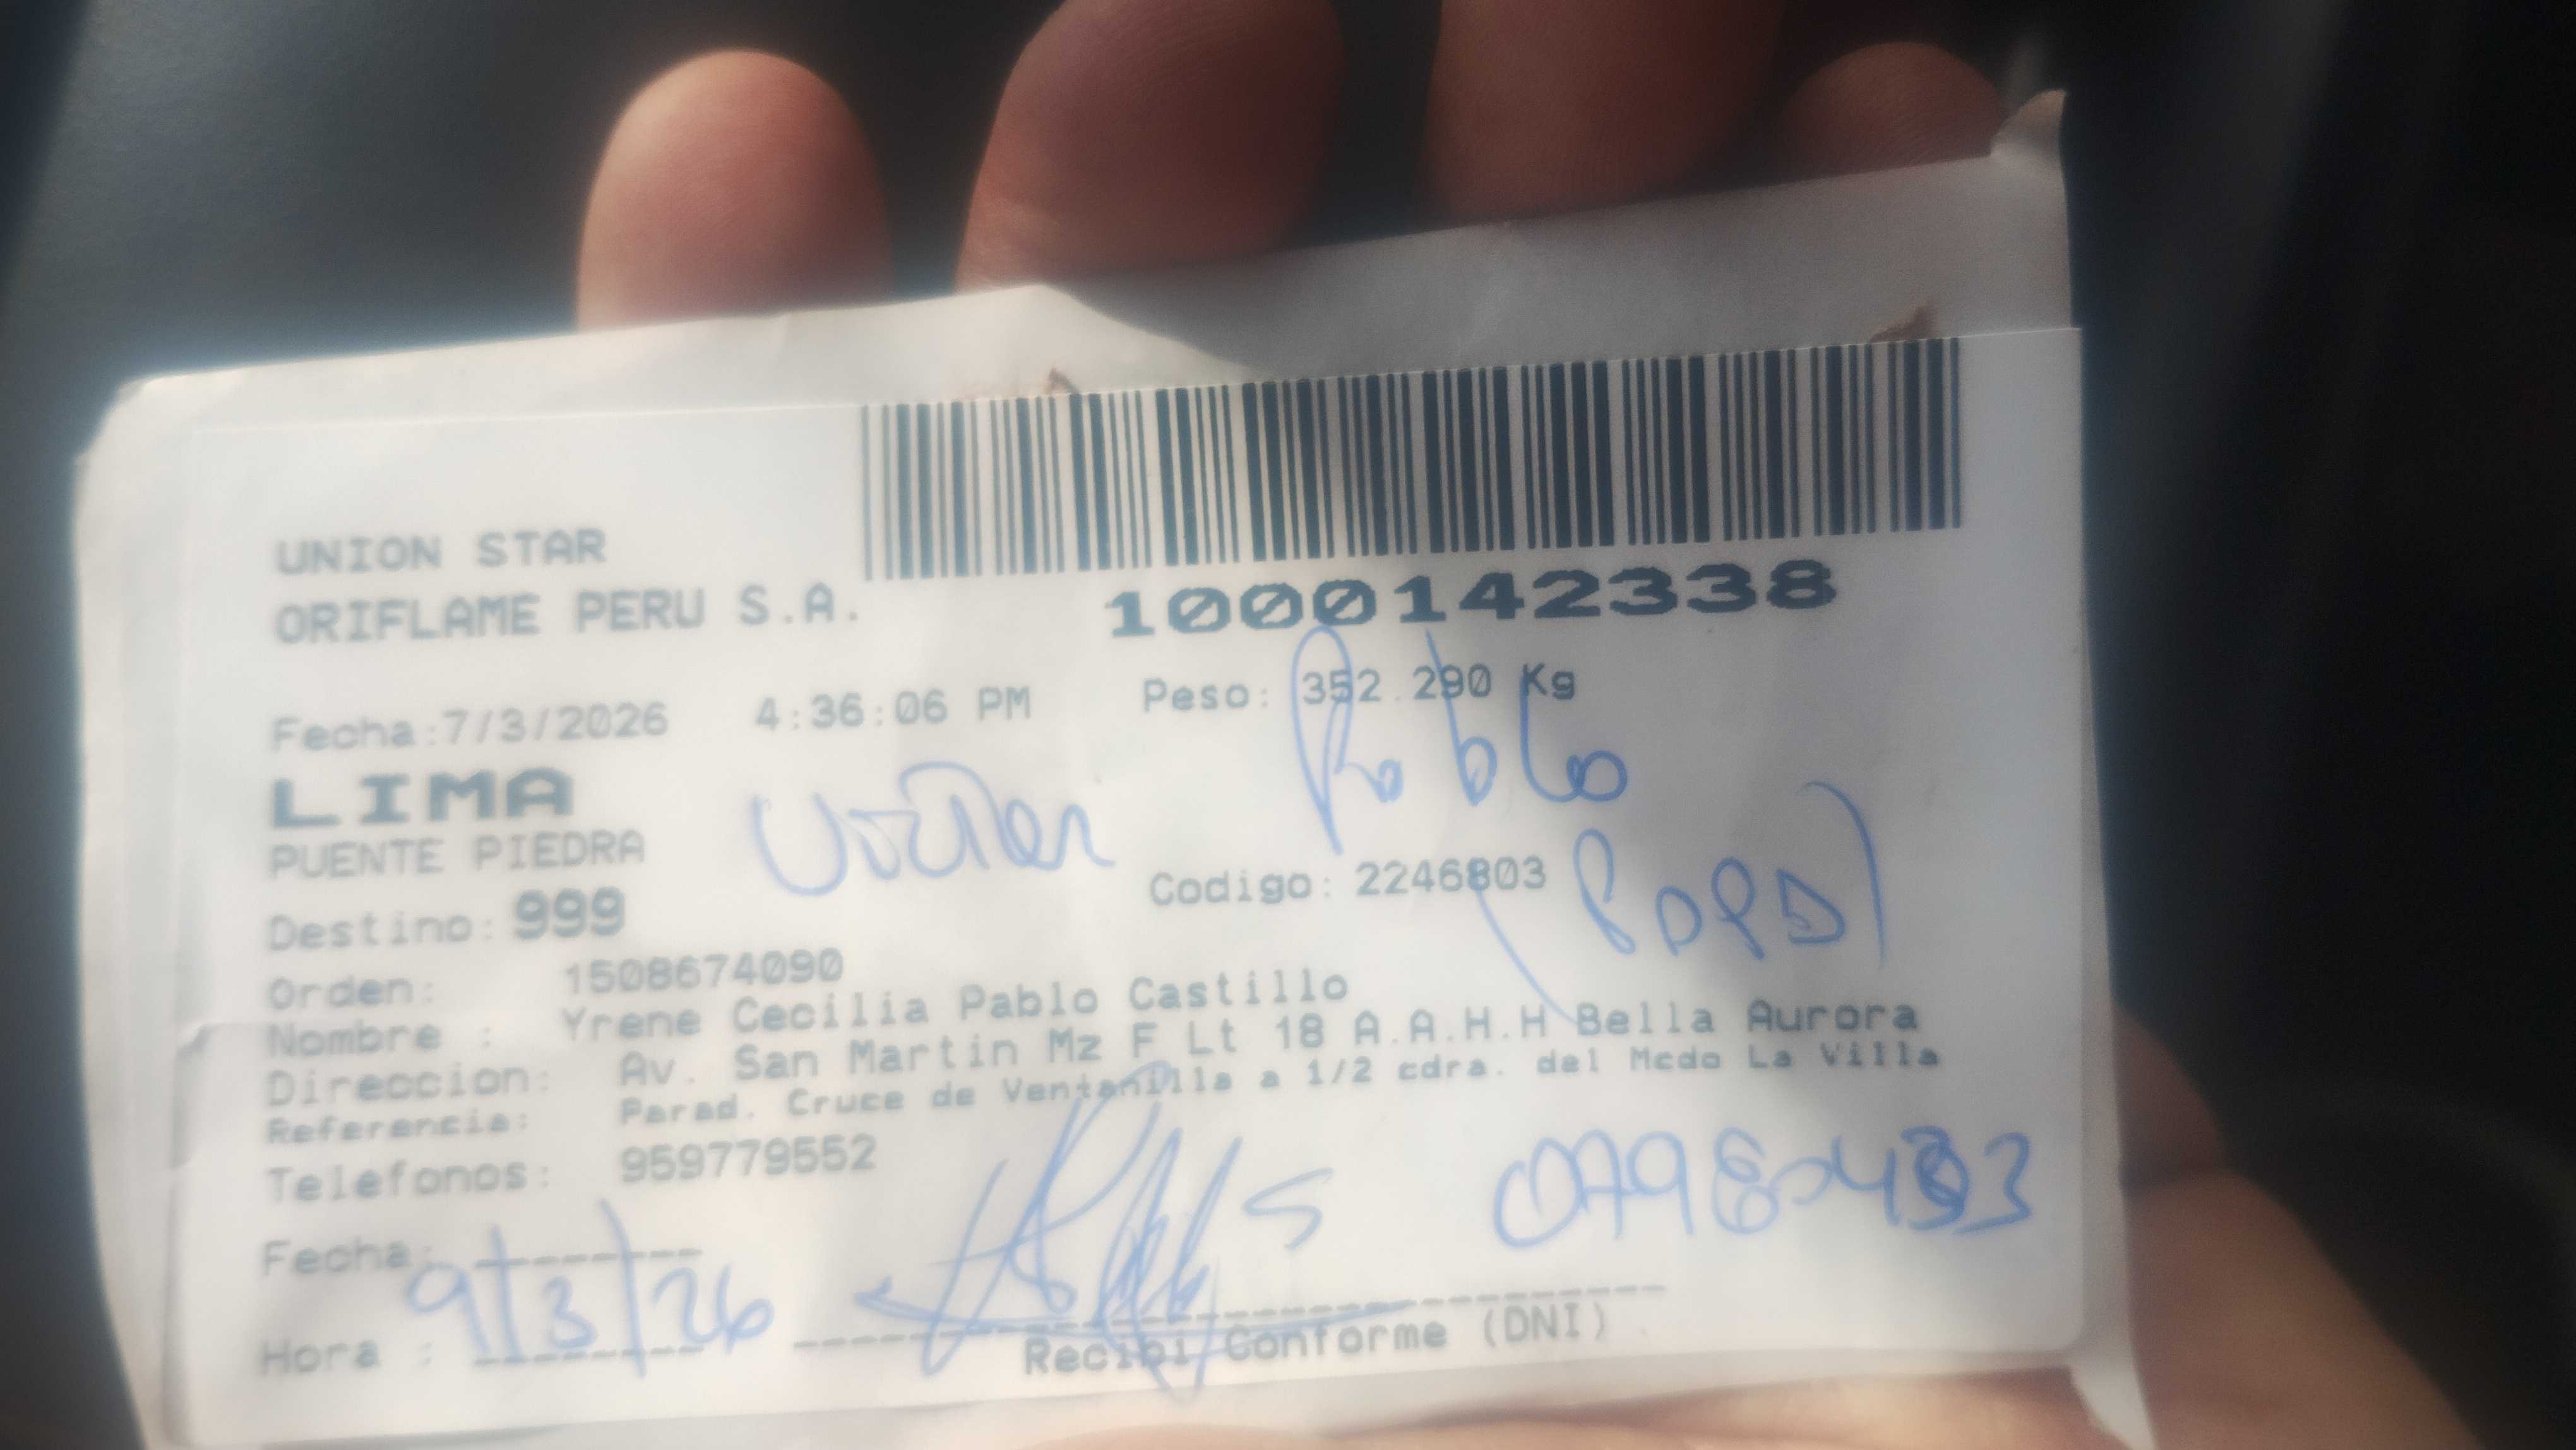 UNION STAR
ORIFLAME PERU S.A.
1000142338
Fecha:7/3/2026 4:36:06 PM Peso: 352.290 Kg
LIMA
Pablo
PUENTE PIEDRA
Codigo: 2246803
Destino: 999
Orden: 1508674090
Nombre : Yrene Cecilia Pablo Castillo
Direccion: Av. San Martin Mz F Lt 18 A.A.H.H Bella Aurora
Referencia: Parad. Cruce de Ventanilla a 1/2 cdra. del Mcdo La Villa
Telefonos: 959779552
Fecha:
9/3/26
Hora :
Recibi Conforme (DNI)